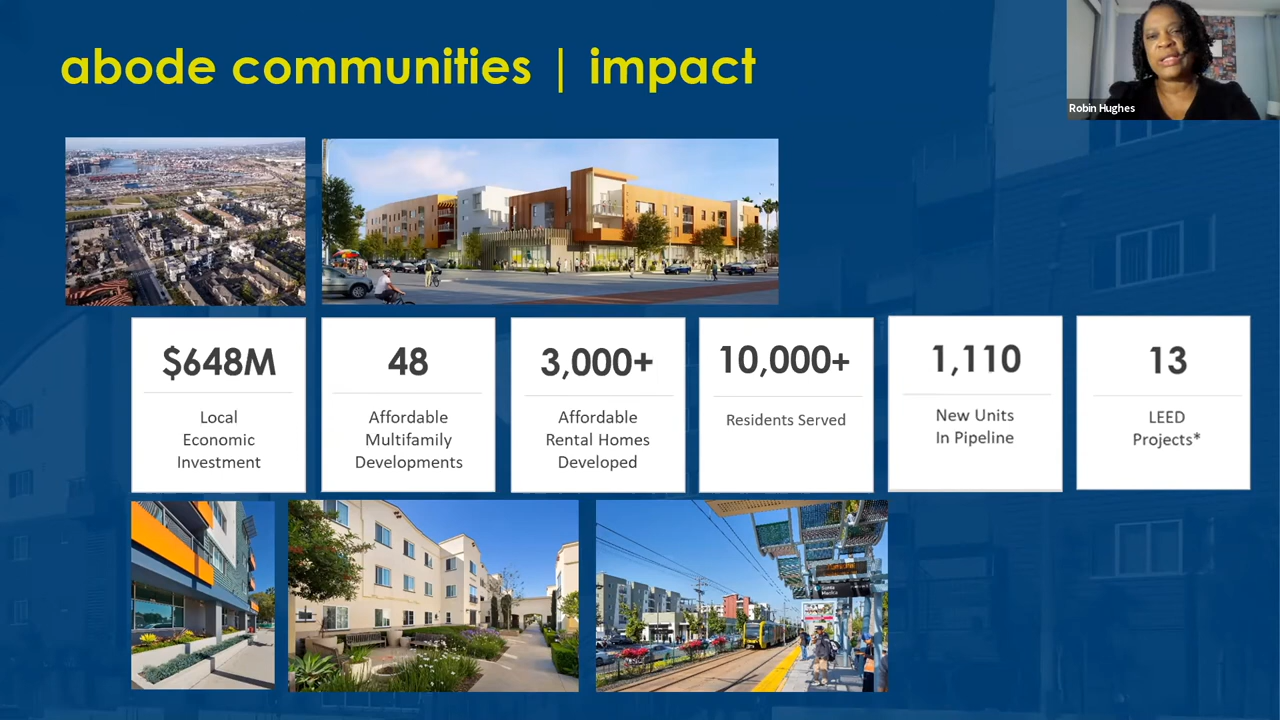 abode communities | impact
Robin Hughes
$648M
Local
Economic
Investment
48
Affordable
Multifamily
Developments
3,000+
Affordable
Rental Homes
Developed
10,000+
Residents Served
1,110
New Units
In Pipeline
13
LEED
Projects*